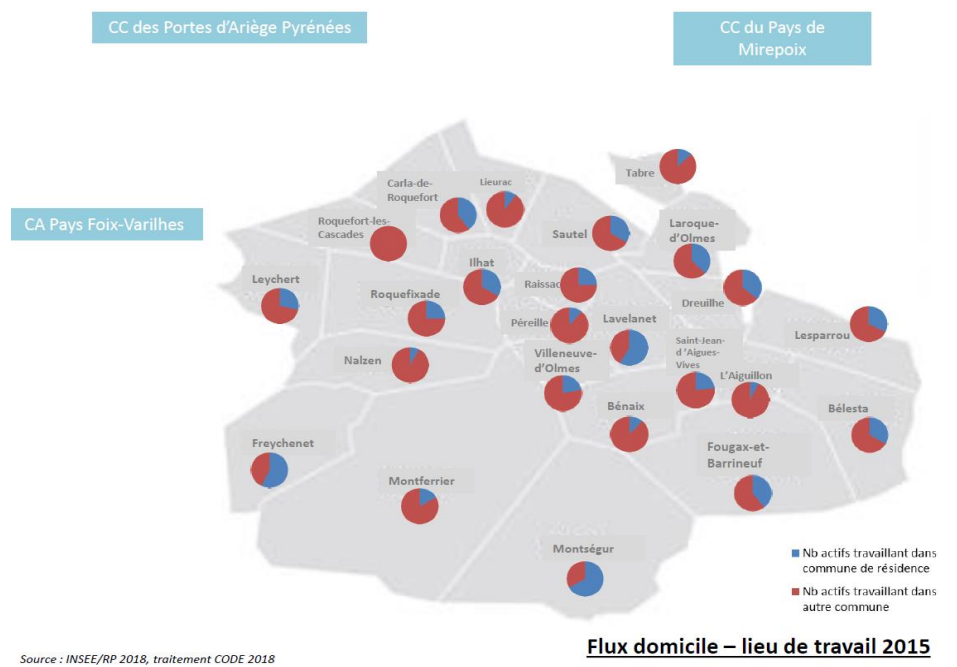 CC des Portes d'Ariège Pyrénées
CC du Pays de
Mirepoix
Tabre
Carla-de-
Roquefort
Lieurac
CA Pays Foix-Varilhes
Roquefort-les-
Cascades
Sautel
Laroque-
d'Olmes
Leychert
Ilhat
Raissac
Roquefixade
Dreuilhe
Péreille
Lavelanet
Lesparrou
Nalzen
Villeneuve-
d'Olmes
Saint-Jean-
d 'Aigues-
Vives
L'Aiguillon
Bénaix
Bélesta
Freychenet
Fougax-et-
Barrineuf
Montferrier
Montségur
Nb actifs travaillant dans
commune de résidence
Nb actifs travaillant dans
autre commune
Flux domicile – lieu de travail 2015
Source : INSEE/RP 2018, traitement CODE 2018